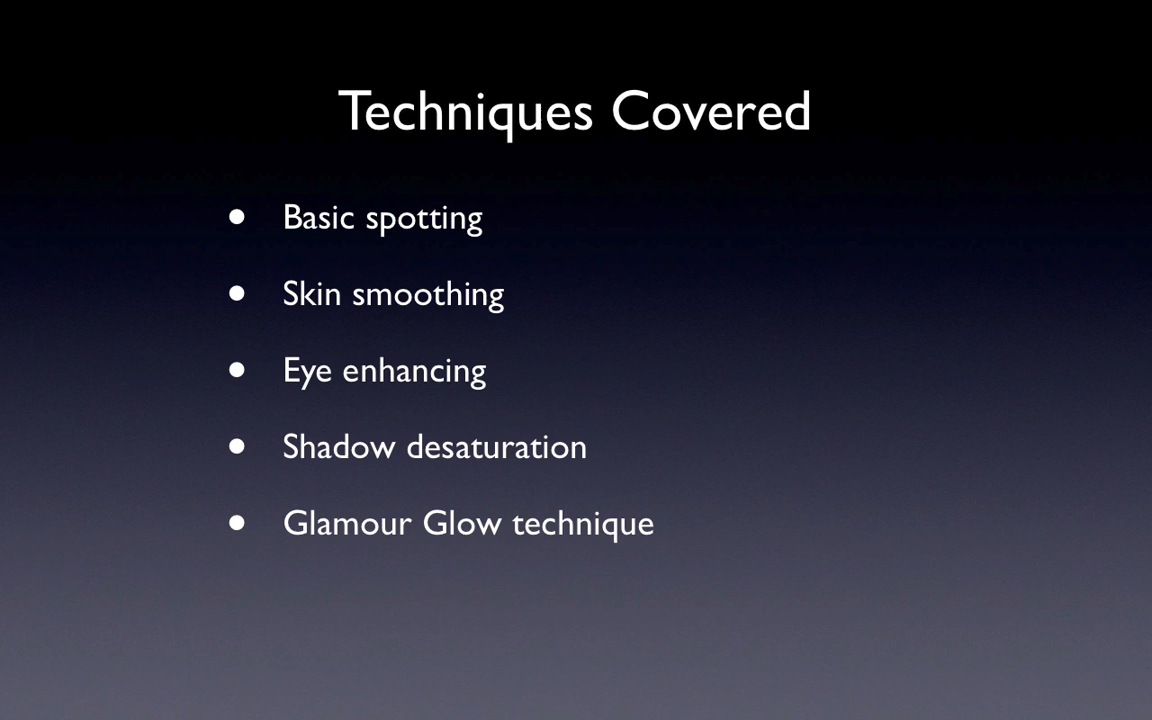 Techniques Covered
• Basic spotting
• Skin smoothing
• Eye enhancing
• Shadow desaturation
• Glamour Glow technique